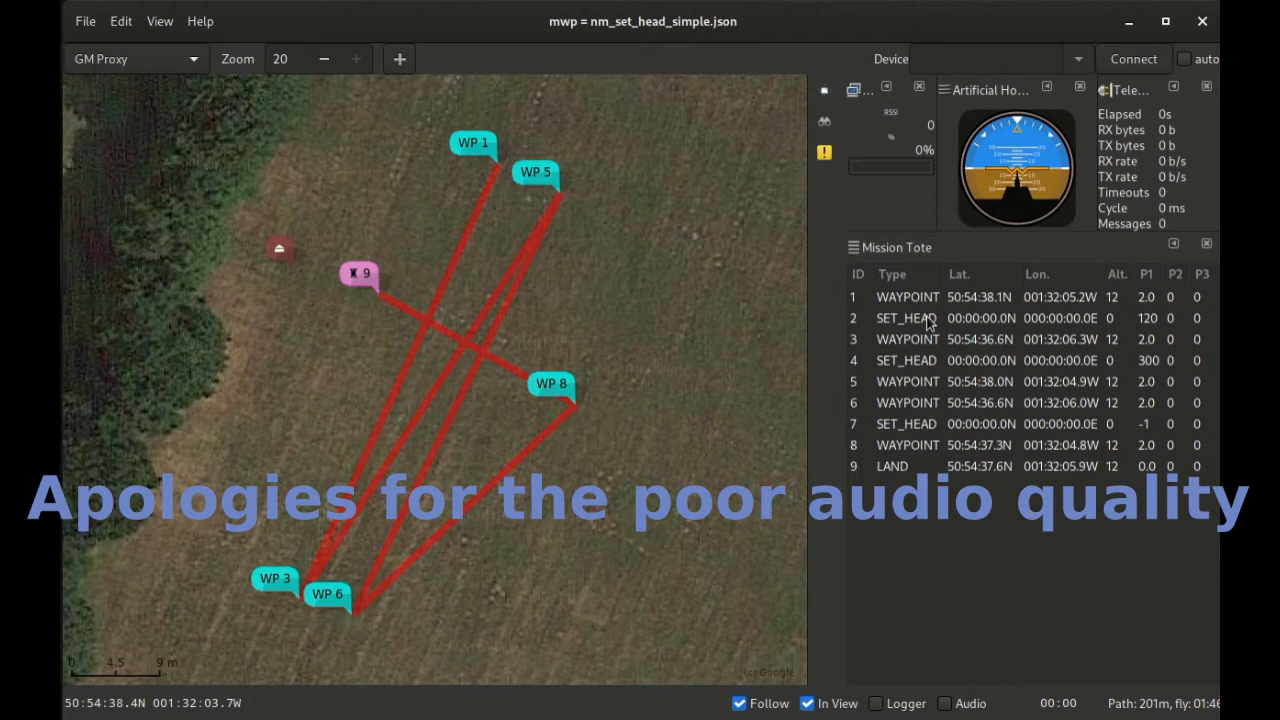 File Edit View Help
mwp = nm_set_head_simple.json
GM Proxy Zoom 20 − + +
Device Connect auto
WP 1
WP 5
9
WP 8
WP 3
WP 6
0 4.5 9 m
(c) Google
...
RSSI
0
%
0%
Artificial Ho...
Tele...
Elapsed 0s
RX bytes 0 b
TX bytes 0 b
RX rate 0 b/s
TX rate 0 b/s
Timeouts 0
Cycle 0 ms
Messages 0
Mission Tote
ID Type Lat. Lon. Alt. P1 P2 P3
1 WAYPOINT 50:54:38.1N 001:32:05.2W 12 2.0 0 0
2 SET_HEAD 00:00:00.0N 000:00:00.0E 0 120 0 0
3 WAYPOINT 50:54:36.6N 001:32:06.3W 12 2.0 0 0
4 SET_HEAD 00:00:00.0N 000:00:00.0E 0 300 0 0
5 WAYPOINT 50:54:38.0N 001:32:04.9W 12 2.0 0 0
6 WAYPOINT 50:54:36.6N 001:32:06.0W 12 2.0 0 0
7 SET_HEAD 00:00:00.0N 000:00:00.0E 0 -1 0 0
8 WAYPOINT 50:54:37.3N 001:32:04.8W 12 2.0 0 0
9 LAND 50:54:37.6N 001:32:05.9W 12 0.0 0 0
Apologies for the poor audio quality
50:54:38.4N 001:32:03.7W
Follow In View Logger Audio 00:00 Path: 201m, fly: 01:46